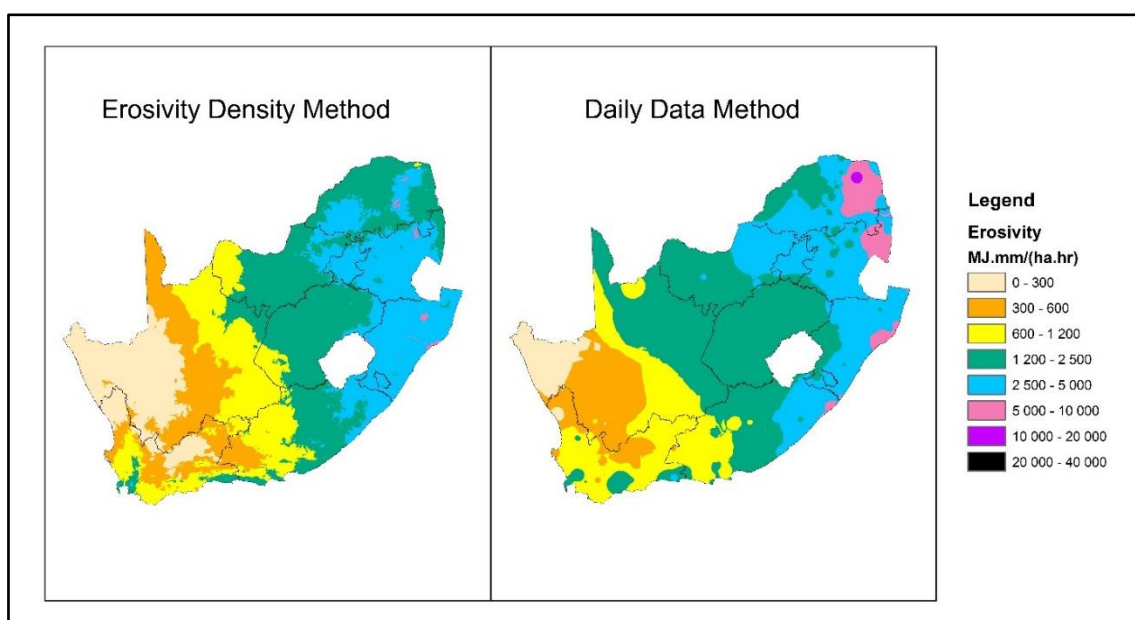 Erosivity Density Method
Daily Data Method
Legend
Erosivity
MJ.mm/(ha.hr)
0 - 300
300 - 600
600 - 1 200
1 200 - 2 500
2 500 - 5 000
5 000 - 10 000
10 000 - 20 000
20 000 - 40 000